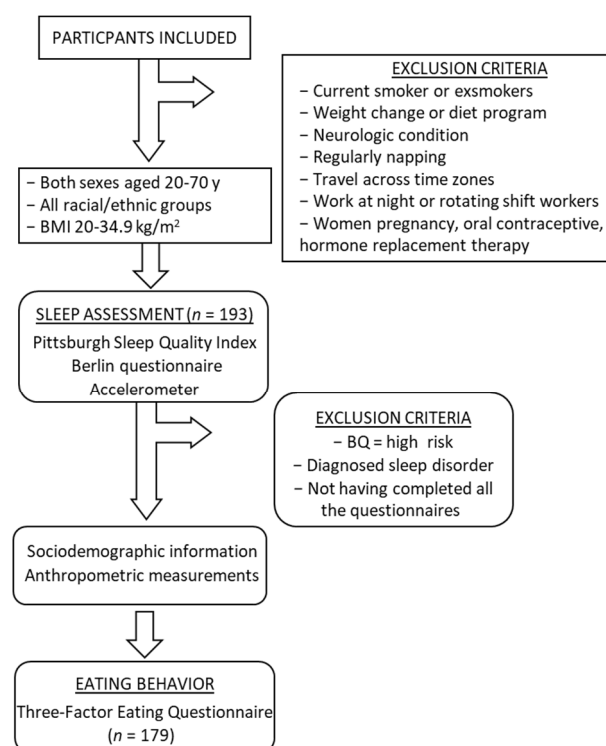 PARTICPANTS INCLUDED
EXCLUSION CRITERIA
− Current smoker or exsmokers
− Weight change or diet program
− Neurologic condition
− Regularly napping
− Travel across time zones
− Work at night or rotating shift workers
− Women pregnancy, oral contraceptive,
hormone replacement therapy
− Both sexes aged 20-70 y
− All racial/ethnic groups
− BMI 20-34.9 kg/m²
SLEEP ASSESSMENT (n = 193)
Pittsburgh Sleep Quality Index
Berlin questionnaire
Accelerometer
EXCLUSION CRITERIA
− BQ = high risk
− Diagnosed sleep disorder
− Not having completed all
the questionnaires
Sociodemographic information
Anthropometric measurements
EATING BEHAVIOR
Three-Factor Eating Questionnaire
(n = 179)